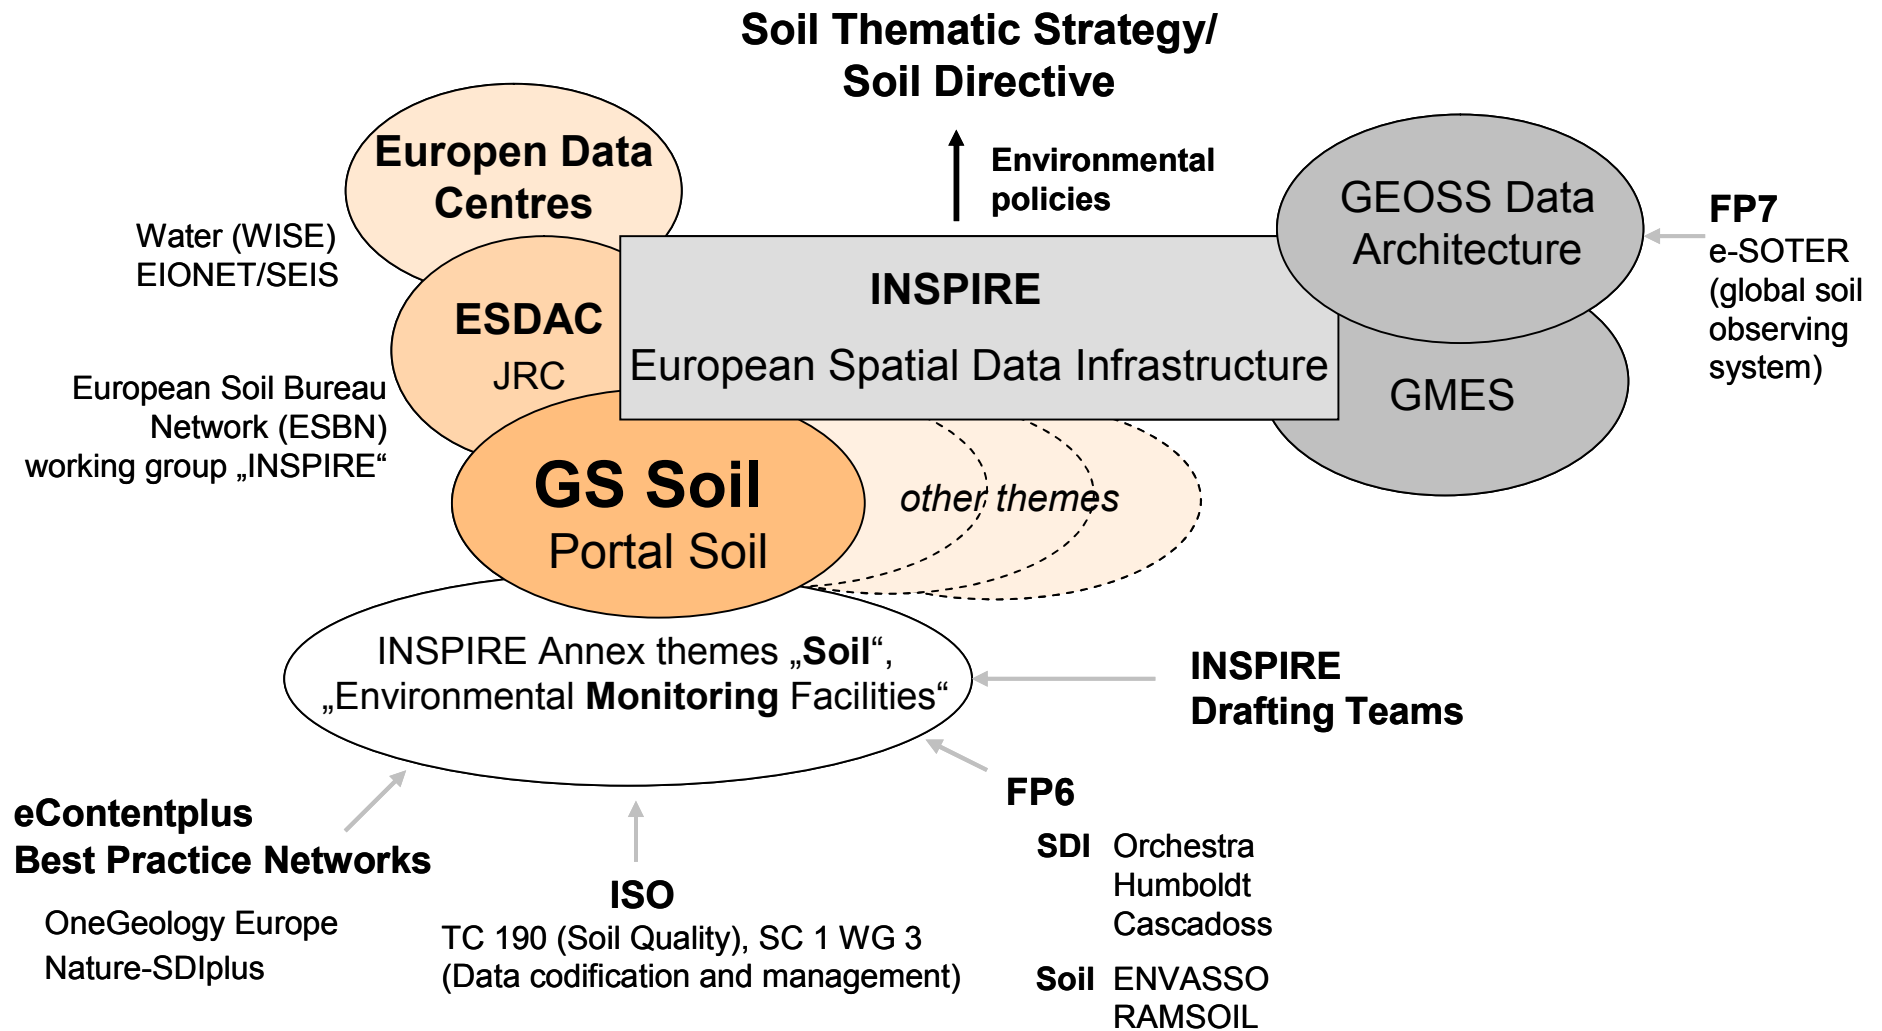 Soil Thematic Strategy/
Soil Directive
Environmental
policies
Europen Data
Centres
Water (WISE)
EIONET/SEIS
ESDAC
JRC
European Soil Bureau
Network (ESBN)
working group „INSPIRE“
INSPIRE
European Spatial Data Infrastructure
GEOSS Data
Architecture
GMES
FP7
e-SOTER
(global soil
observing
system)
GS Soil
Portal Soil
other themes
INSPIRE Annex themes „Soil“,
„Environmental Monitoring Facilities“
INSPIRE
Drafting Teams
eContentplus
Best Practice Networks
OneGeology Europe
Nature-SDIplus
ISO
TC 190 (Soil Quality), SC 1 WG 3
(Data codification and management)
FP6
SDI Orchestra
Humboldt
Cascadoss
Soil ENVASSO
RAMSOIL